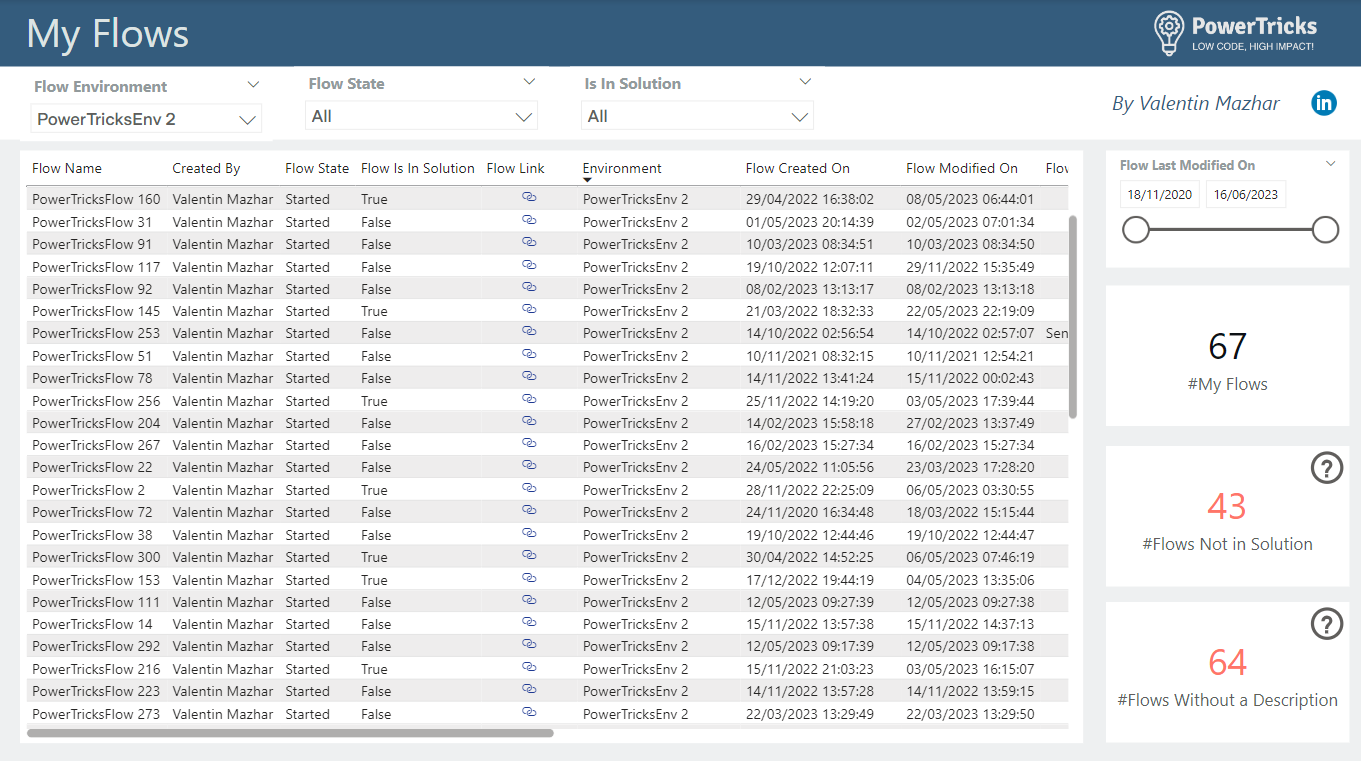 My Flows
PowerTricks
LOW CODE, HIGH IMPACT!
Flow Environment
PowerTricksEnv 2
Flow State
All
Is In Solution
All
By Valentin Mazhar
in
Flow Name Created By Flow State Flow Is In Solution Flow Link Environment Flow Created On Flow Modified On Flov
PowerTricksFlow 160 Valentin Mazhar Started True PowerTricksEnv 2 29/04/2022 16:38:02 08/05/2023 06:44:01
PowerTricksFlow 31 Valentin Mazhar Started False PowerTricksEnv 2 01/05/2023 20:14:39 02/05/2023 07:01:34
PowerTricksFlow 91 Valentin Mazhar Started False PowerTricksEnv 2 10/03/2023 08:34:51 10/03/2023 08:34:50
PowerTricksFlow 117 Valentin Mazhar Started False PowerTricksEnv 2 19/10/2022 12:07:11 29/11/2022 15:35:49
PowerTricksFlow 92 Valentin Mazhar Started False PowerTricksEnv 2 08/02/2023 13:13:17 08/02/2023 13:13:18
PowerTricksFlow 145 Valentin Mazhar Started True PowerTricksEnv 2 21/03/2022 18:32:33 22/05/2023 22:19:09
PowerTricksFlow 253 Valentin Mazhar Started False PowerTricksEnv 2 14/10/2022 02:56:54 14/10/2022 02:57:07 Sen
PowerTricksFlow 51 Valentin Mazhar Started False PowerTricksEnv 2 10/11/2021 08:32:15 10/11/2021 12:54:21
PowerTricksFlow 78 Valentin Mazhar Started False PowerTricksEnv 2 14/11/2022 13:41:24 15/11/2022 00:02:43
PowerTricksFlow 256 Valentin Mazhar Started True PowerTricksEnv 2 25/11/2022 14:19:20 03/05/2023 17:39:44
PowerTricksFlow 204 Valentin Mazhar Started False PowerTricksEnv 2 14/02/2023 15:58:18 27/02/2023 13:37:49
PowerTricksFlow 267 Valentin Mazhar Started False PowerTricksEnv 2 16/02/2023 15:27:34 16/02/2023 15:27:34
PowerTricksFlow 22 Valentin Mazhar Started False PowerTricksEnv 2 24/05/2022 11:05:56 23/03/2023 17:28:20
PowerTricksFlow 2 Valentin Mazhar Started True PowerTricksEnv 2 28/11/2022 22:25:09 06/05/2023 03:30:55
PowerTricksFlow 72 Valentin Mazhar Started False PowerTricksEnv 2 24/11/2020 16:34:48 18/03/2022 15:15:44
PowerTricksFlow 38 Valentin Mazhar Started False PowerTricksEnv 2 19/10/2022 12:44:46 19/10/2022 12:44:47
PowerTricksFlow 300 Valentin Mazhar Started True PowerTricksEnv 2 30/04/2022 14:52:25 06/05/2023 07:46:19
PowerTricksFlow 153 Valentin Mazhar Started True PowerTricksEnv 2 17/12/2022 19:44:19 04/05/2023 13:35:06
PowerTricksFlow 111 Valentin Mazhar Started False PowerTricksEnv 2 12/05/2023 09:27:39 12/05/2023 09:27:38
PowerTricksFlow 14 Valentin Mazhar Started False PowerTricksEnv 2 15/11/2022 13:57:38 15/11/2022 14:37:13
PowerTricksFlow 292 Valentin Mazhar Started False PowerTricksEnv 2 12/05/2023 09:17:39 12/05/2023 09:17:38
PowerTricksFlow 216 Valentin Mazhar Started True PowerTricksEnv 2 15/11/2022 21:03:23 03/05/2023 16:15:07
PowerTricksFlow 223 Valentin Mazhar Started False PowerTricksEnv 2 14/11/2022 13:57:28 14/11/2022 13:59:15
PowerTricksFlow 273 Valentin Mazhar Started False PowerTricksEnv 2 22/03/2023 13:29:49 22/03/2023 13:29:50
Flow Last Modified On
18/11/2020 16/06/2023
67
#My Flows
?
43
#Flows Not in Solution
?
64
#Flows Without a Description